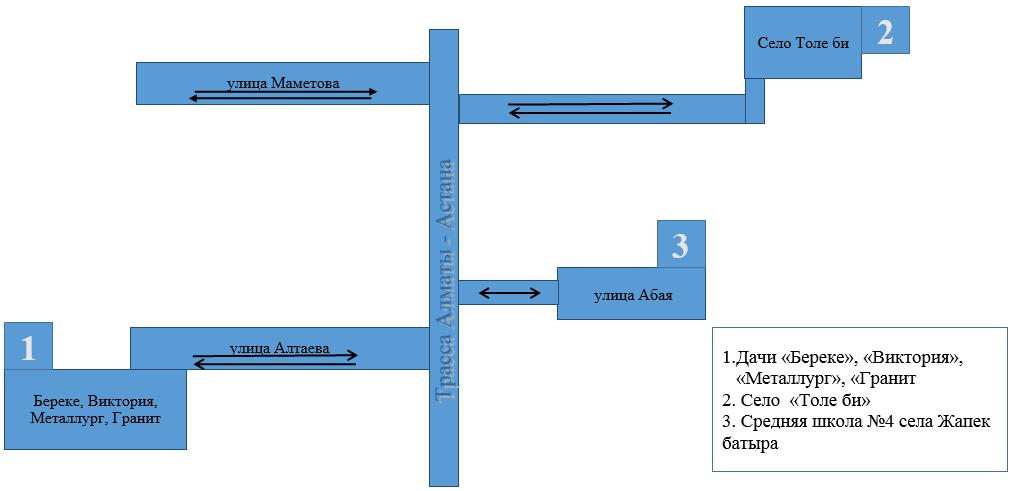 Село Толе би
2
улица Маметова
Трасса Алматы - Астана
3
улица Абая
1
улица Алтаева
Береке, Виктория,
Металлург, Гранит
1.Дачи «Береке», «Виктория»,
«Металлург», «Гранит
2. Село «Толе би»
3. Средняя школа №4 села Жапек
батыра